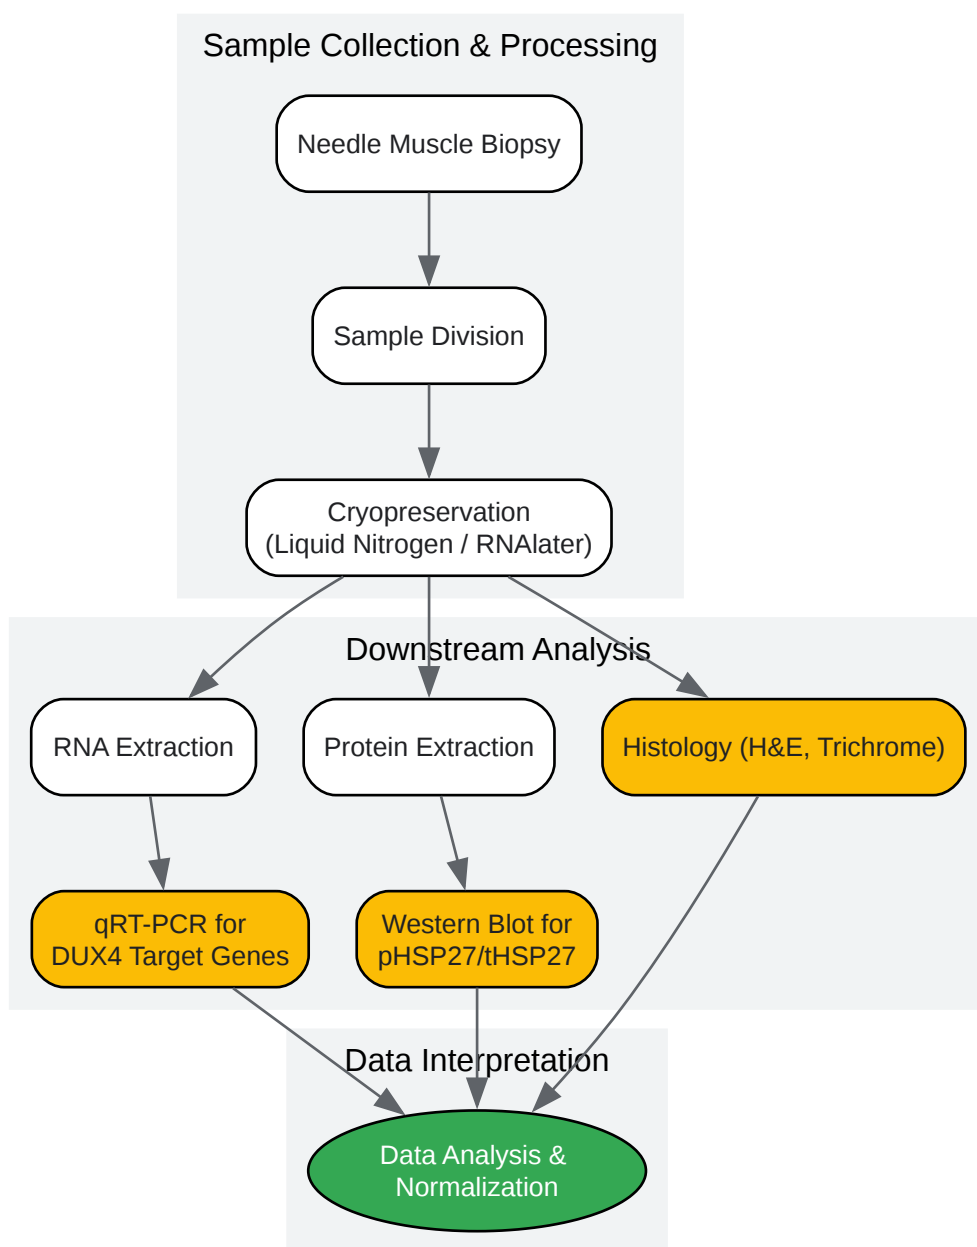 Sample Collection & Processing
Needle Muscle Biopsy
Sample Division
Cryopreservation
(Liquid Nitrogen / RNAlater)
Downstream Analysis
RNA Extraction
Protein Extraction
Histology (H&E, Trichrome)
qRT-PCR for
DUX4 Target Genes
Western Blot for
pHSP27/tHSP27
Data Interpretation
Data Analysis &
Normalization